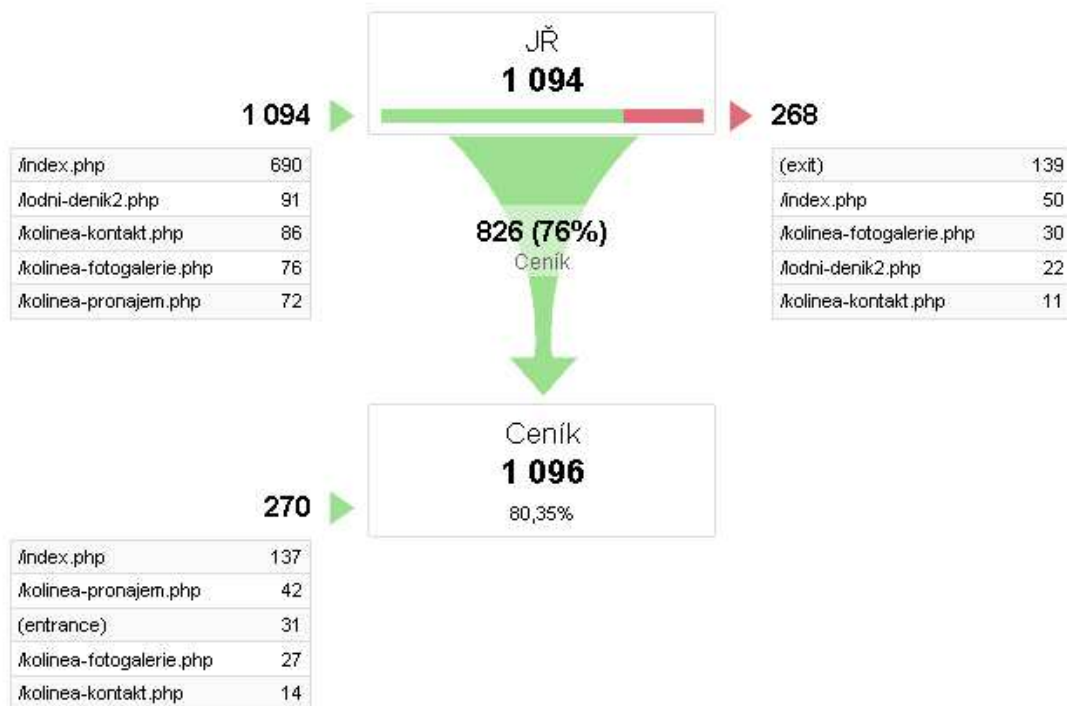 JŘ
1 094
1 094
268
/index.php 690
/lodni-denik2.php 91
/kolinea-kontakt.php 86
/kolinea-fotogalerie.php 76
/kolinea-pronajem.php 72
(exit) 139
/index.php 50
/kolinea-fotogalerie.php 30
/lodni-denik2.php 22
/kolinea-kontakt.php 11
826 (76%)
Ceník
Ceník
1 096
80,35%
270
/index.php 137
/kolinea-pronajem.php 42
(entrance) 31
/kolinea-fotogalerie.php 27
/kolinea-kontakt.php 14